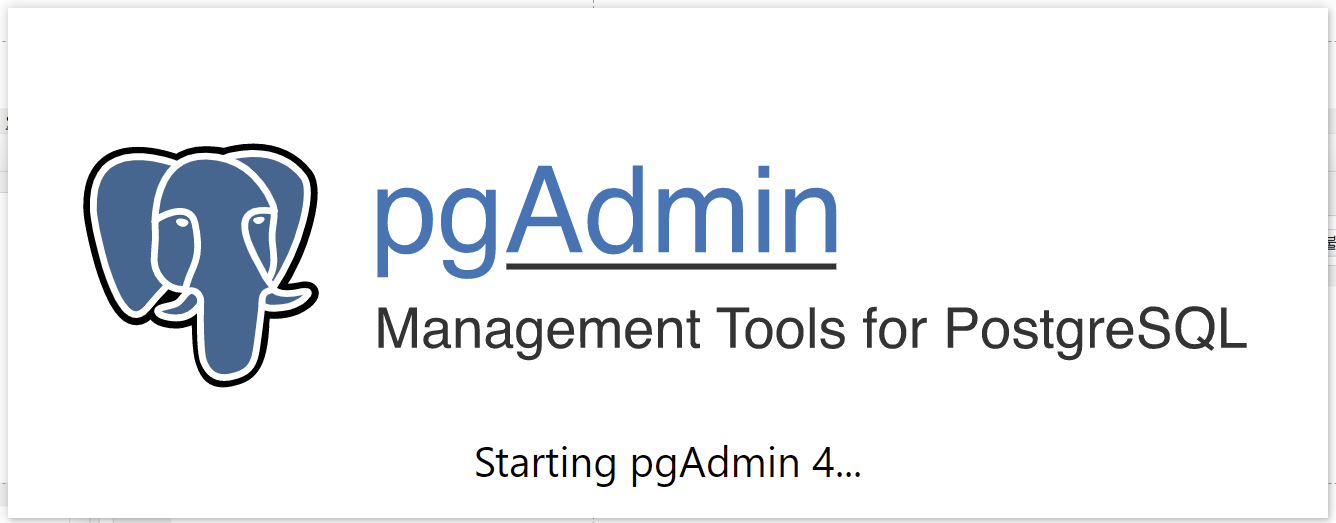 pgAdmin
Management Tools for PostgreSQL
Starting pgAdmin 4...